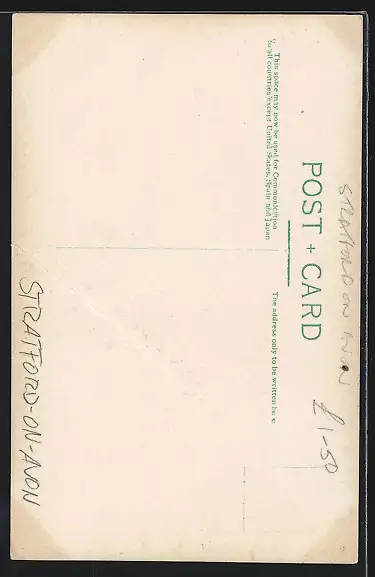 STRATFORD ON AVON
£1-50
POST + CARD
"This space may now be used for Communication
to all countries except United States, Spain and Japan
The address only to be written he e
STRATFORD-ON-AVON